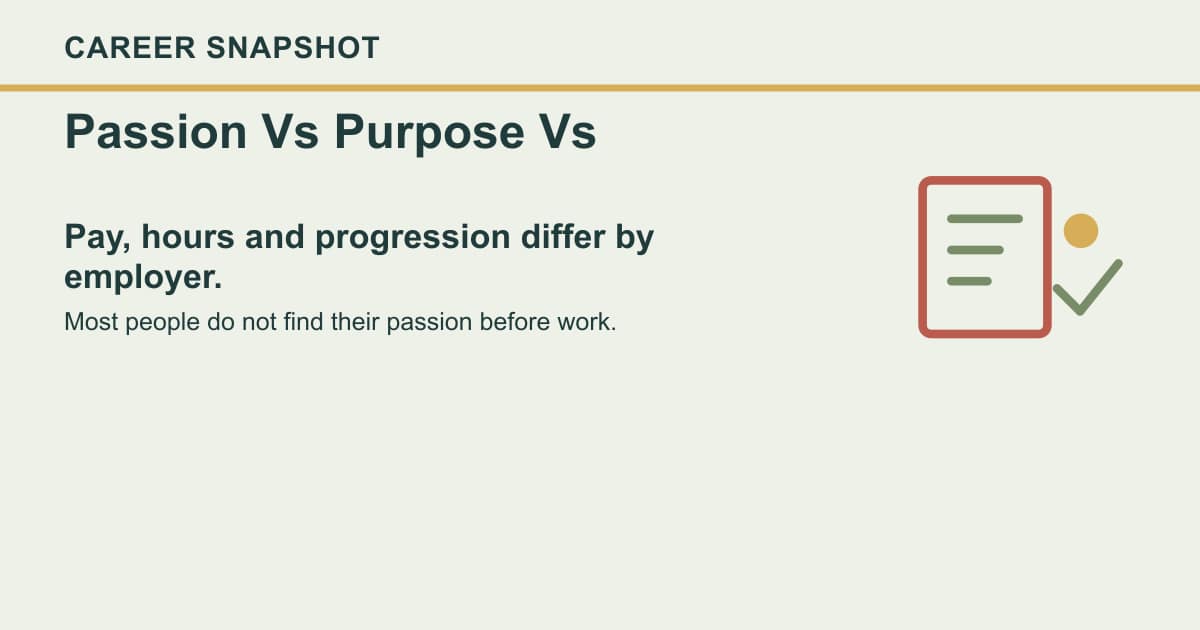 CAREER SNAPSHOT
Passion Vs Purpose Vs
Pay, hours and progression differ by
employer.
Most people do not find their passion before work.